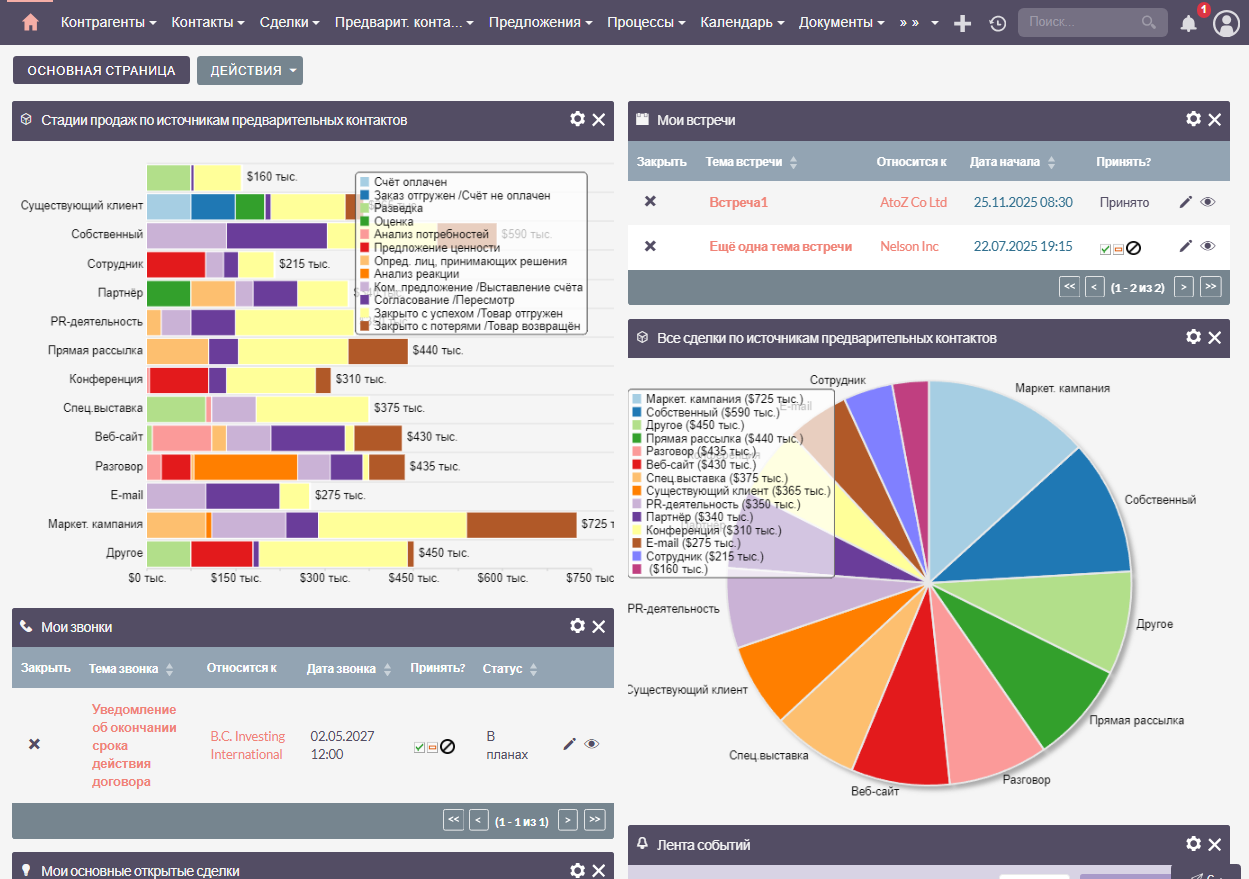 Контрагенты Контакты Сделки Предварит. конта... Предложения Процессы Календарь Документы » » Поиск... 1
ОСНОВНАЯ СТРАНИЦА ДЕЙСТВИЯ
Стадии продаж по источникам предварительных контактов
$160 тыс.
Существующий клиент
Собственный $590 тыс.
Сотрудник $215 тыс.
Партнёр
PR-деятельность
Прямая рассылка $440 тыс.
Конференция $310 тыс.
Спец.выставка $375 тыс.
Веб-сайт $430 тыс.
Разговор $435 тыс.
E-mail $275 тыс.
Маркет. кампания $725 т
Другое $450 тыс.
$0 тыс. $150 тыс. $300 тыс. $450 тыс. $600 тыс. $750 тыс
Счёт оплачен
Заказ отгружен /Счёт не оплачен
Разведка
Оценка
Анализ потребностей
Предложение ценности
Опред. лиц, принимающих решения
Анализ реакции
Ком. предложение /Выставление счёта
Согласование /Пересмотр
Закрыто с успехом /Товар отгружен
Закрыто с потерями /Товар возвращён
Мои звонки
Закрыть Тема звонка Относится к Дата звонка Принять? Статус
Уведомление
об окончании
срока
действия
договора
B.C. Investing
International
02.05.2027
12:00
В
планах
<< < (1 - 1 из 1) > >>
Мои основные открытые сделки
Мои встречи
Закрыть Тема встречи Относится к Дата начала Принять?
Встреча1 AtoZ Co Ltd 25.11.2025 08:30 Принято
Ещё одна тема встречи Nelson Inc 22.07.2025 19:15
<< < (1 - 2 из 2) > >>
Все сделки по источникам предварительных контактов
Маркет. кампания ($725 тыс.)
Собственный ($590 тыс.)
Другое ($450 тыс.)
Прямая рассылка ($440 тыс.)
Разговор ($435 тыс.)
Веб-сайт ($430 тыс.)
Спец.выставка ($375 тыс.)
Существующий клиент ($365 тыс.)
PR-деятельность ($350 тыс.)
Партнёр ($340 тыс.)
Конференция ($310 тыс.)
E-mail ($275 тыс.)
Сотрудник ($215 тыс.)
($160 тыс.)
Сотрудник
E-mail
Маркет. кампания
Собственный
Другое
Прямая рассылка
Разговор
Веб-сайт
Спец.выставка
Существующий клиент
PR-деятельность
Лента событий